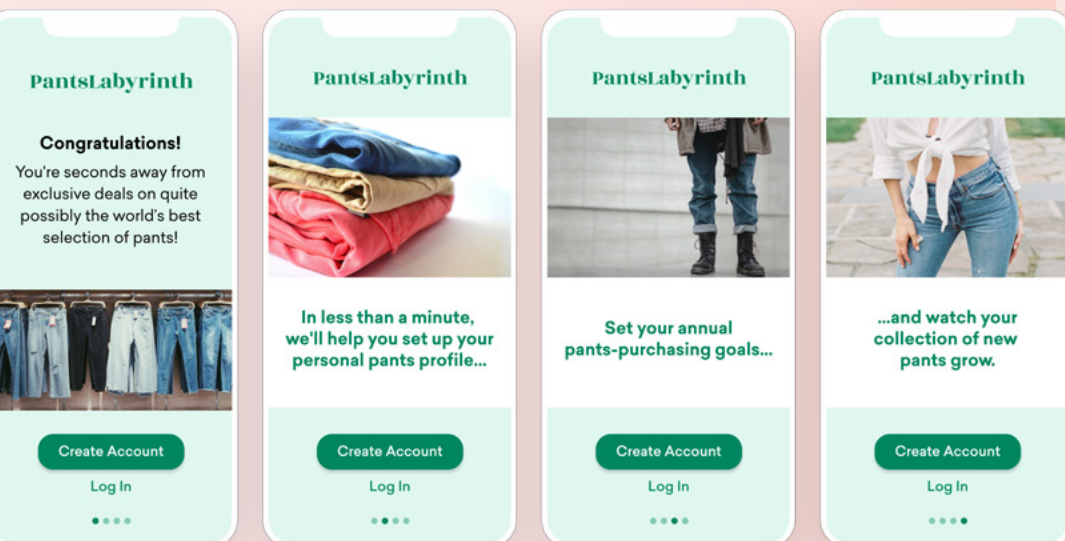 PantsLabyrinth
Congratulations!
You're seconds away from
exclusive deals on quite
possibly the world's best
selection of pants!
Create Account
Log In
PantsLabyrinth
In less than a minute,
we'll help you set up your
personal pants profile...
Create Account
Log In
PantsLabyrinth
Set your annual
pants-purchasing goals...
Create Account
Log In
PantsLabyrinth
...and watch your
collection of new
pants grow.
Create Account
Log In